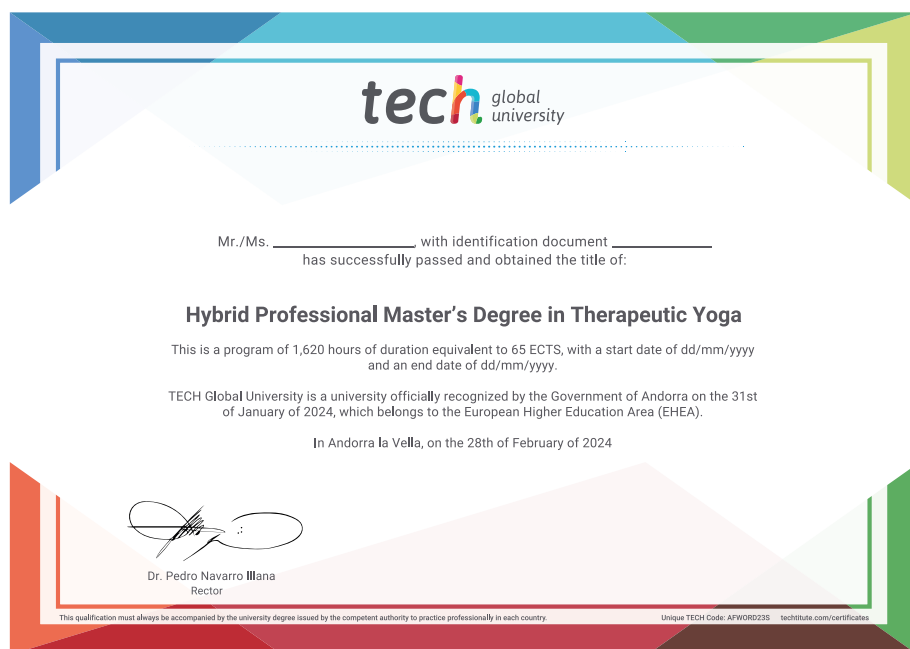 tech global
university
Mr./Ms. ____________, with identification document ____________
has successfully passed and obtained the title of:
Hybrid Professional Master's Degree in Therapeutic Yoga
This is a program of 1,620 hours of duration equivalent to 65 ECTS, with a start date of dd/mm/yyyy
and an end date of dd/mm/yyyy.
TECH Global University is a university officially recognized by the Government of Andorra on the 31st
of January of 2024, which belongs to the European Higher Education Area (EHEA).
In Andorra la Vella, on the 28th of February of 2024
Dr. Pedro Navarro Illana
Rector
This qualification must always be accompanied by the university degree issued by the competent authority to practice professionally in each country. Unique TECH Code: AFWORD23S techtitute.com/certificates